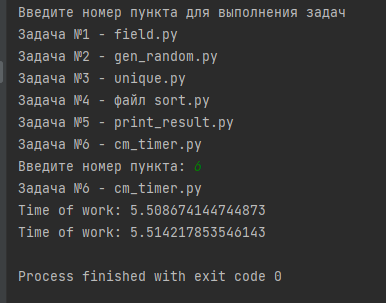 Введите номер пункта для выполнения задач
Задача №1 - field.py
Задача №2 - gen_random.py
Задача №3 - unique.py
Задача №4 - файл sort.py
Задача №5 - print_result.py
Задача №6 - cm_timer.py
Введите номер пункта: 6
Задача №6 - cm_timer.py
Time of work: 5.508674144744873
Time of work: 5.514217853546143
Process finished with exit code 0